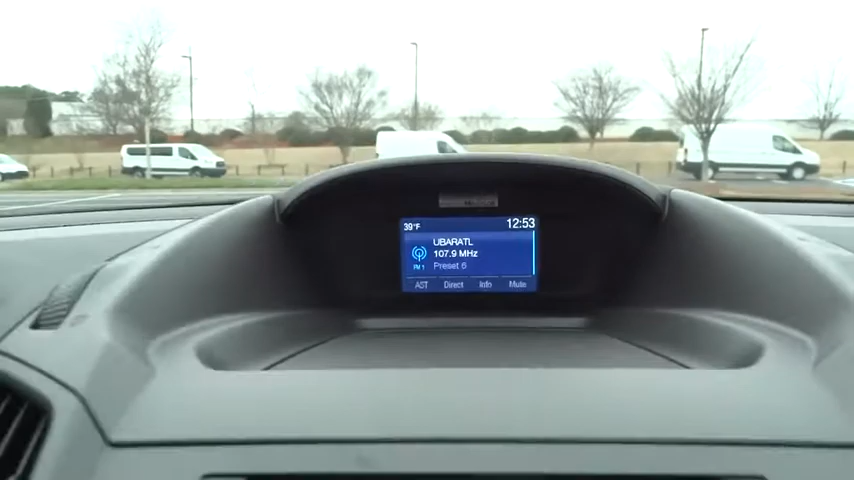 39°F 12:53
UBARATL
107.9 MHz
FM 1
Preset 6
AST Direct Info Mute